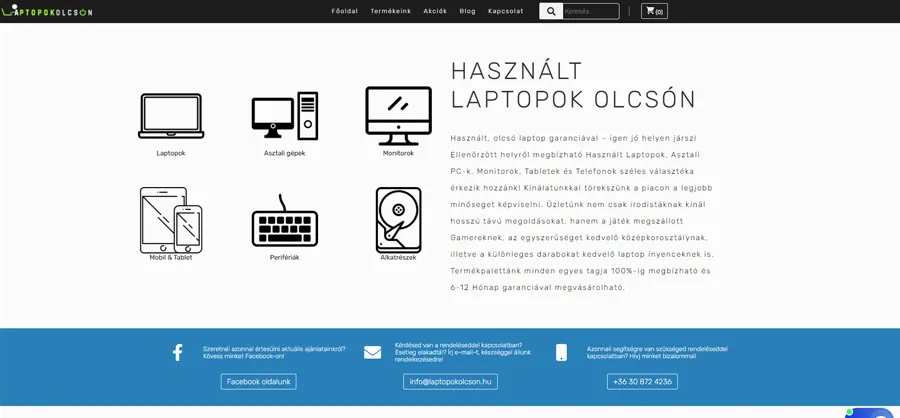 LAPTOPOKOLCSÓN
Főoldal Termékeink Akciók Blog Kapcsolat Keresés... (0)
HASZNÁLT
LAPTOPOK OLCSÓN
Használt, olcsó laptop garanciával – igen jó helyen jársz!
Ellenőrzött helyről megbízható Használt Laptopok, Asztali
PC-k, Monitorok, Tabletek és Telefonok széles választéka
érkezik hozzánk! Kínálatunkkal törekszünk a piacon a legjobb
minőséget képviselni. Üzletünk nem csak irodistáknak kínál
hosszú távú megoldásokat, hanem a játék megszállott
Gamereknek, az egyszerűséget kedvelő középkorosztálynak,
illetve a különleges darabokat kedvelő laptop inyenceknek is.
Termékpalettánk minden egyes tagja 100%-ig megbízható és
6-12 Hónap garanciával megvásárolható.
Laptopok
Asztali gépek
Monitorok
Mobil & Tablet
Perifériák
Alkatrészek
Szeretnél azonnal értesülni aktuális ajánlatainkról?
Kövess minket Facebook-on!
Facebook oldalunk
Kérdésed van a rendeléseddel kapcsolatban?
Esetleg elakadtál? Írj e-mail-t, készséggel állunk
rendelkezésedre!
info@laptopokolcson.hu
Azonnali segítségre van szükséged rendeléseddel
kapcsolatban? Hívj minket bizalommal!
+36 30 872 4236